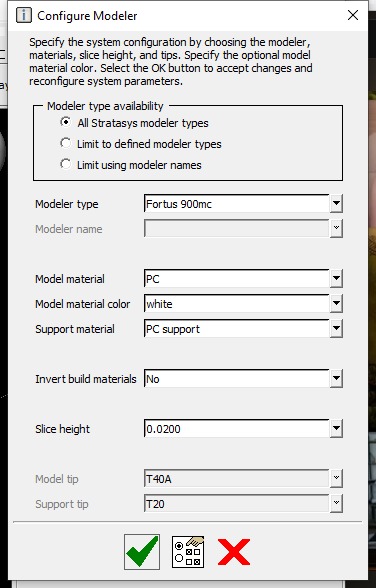 Configure Modeler
Specify the system configuration by choosing the modeler,
materials, slice height, and tips. Specify the optional model
material color. Select the OK button to accept changes and
reconfigure system parameters.
Modeler type availability
All Stratasys modeler types
Limit to defined modeler types
Limit using modeler names
Modeler type Fortus 900mc
Modeler name
Model material PC
Model material color white
Support material PC support
Invert build materials No
Slice height 0.0200
Model tip T40A
Support tip T20